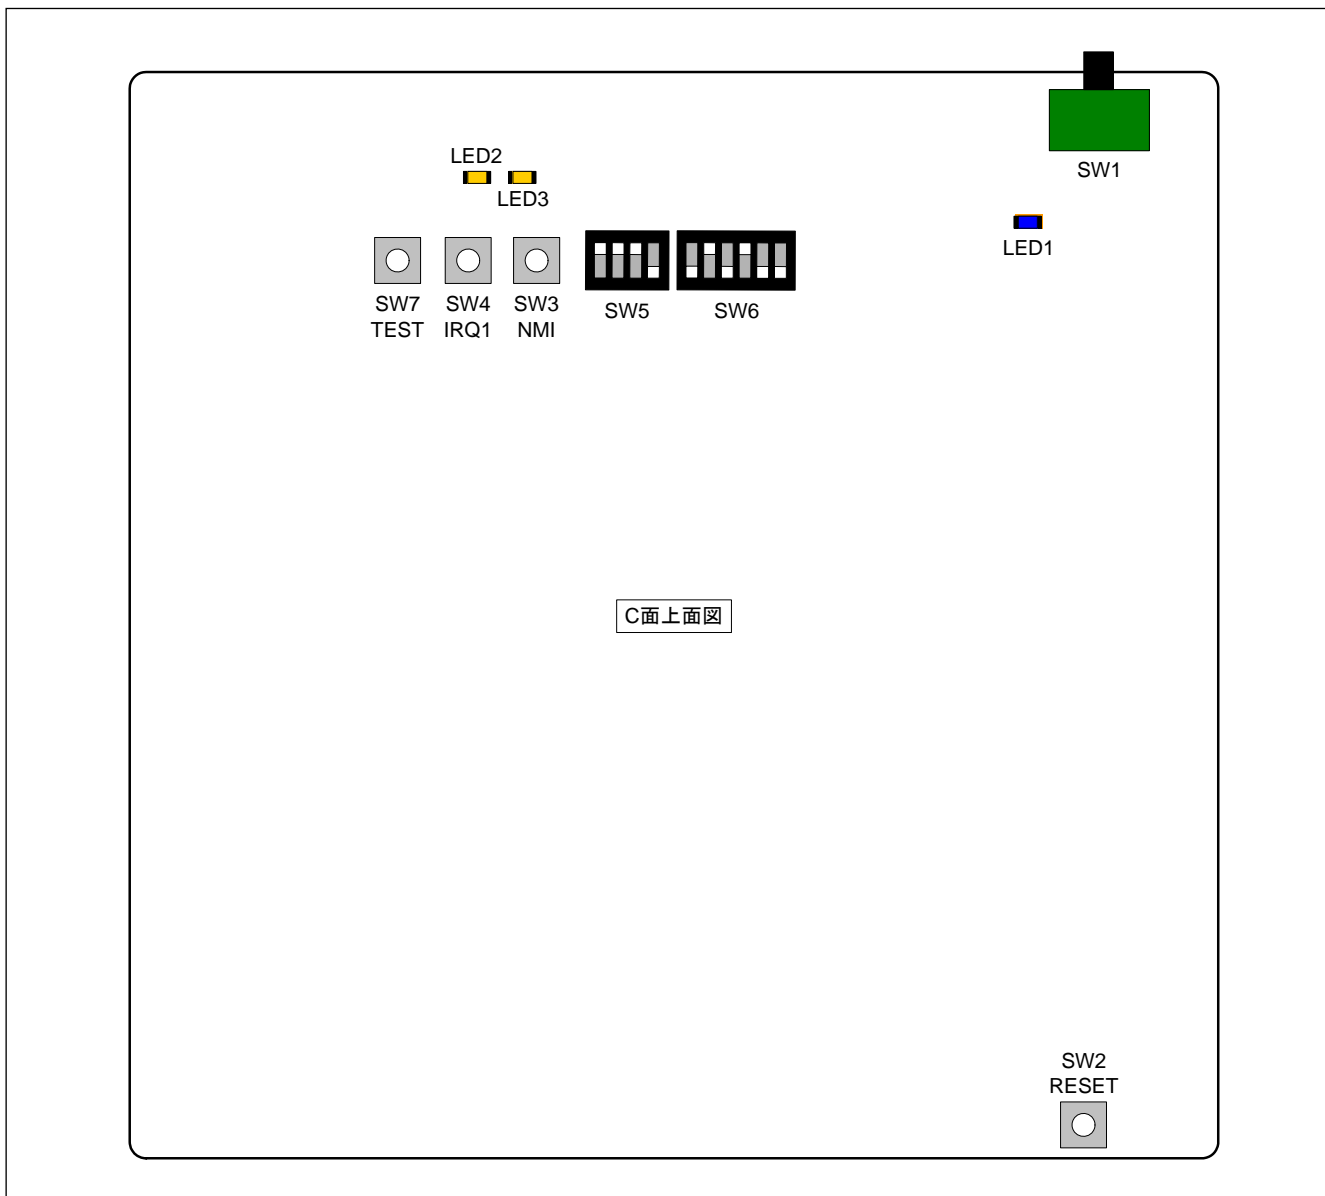 SW1
LED2
LED3
LED1
SW7
TEST
SW4
IRQ1
SW3
NMI
SW5
SW6
C面上面図
SW2
RESET